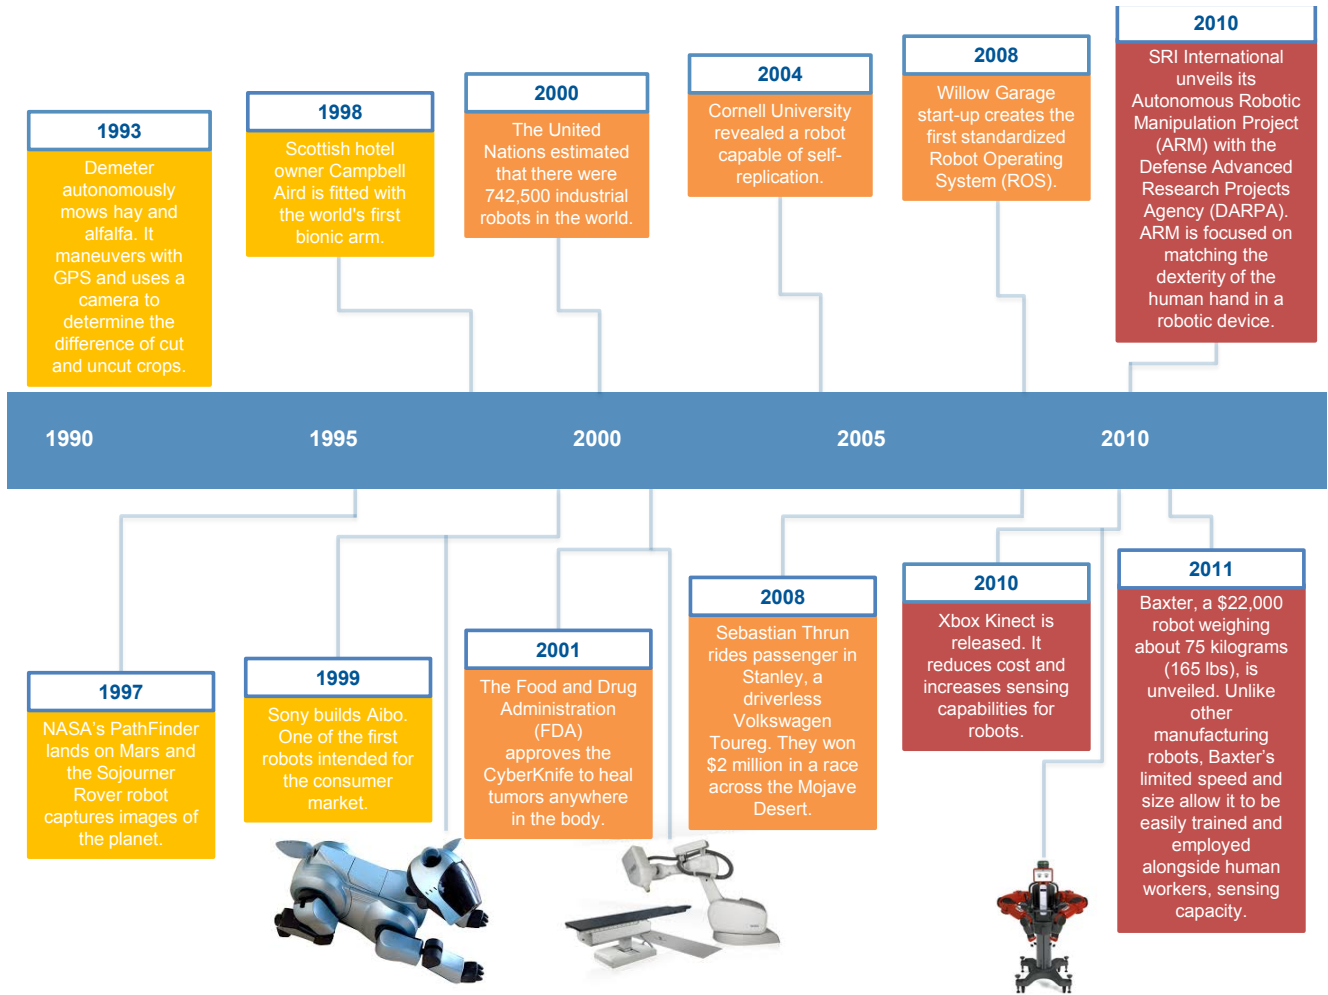 1993
Demeter
autonomously
mows hay and
alfalfa. It
maneuvers with
GPS and uses a
camera to
determine the
difference of cut
and uncut crops.
1998
Scottish hotel
owner Campbell
Aird is fitted with
the world's first
bionic arm.
2000
The United
Nations estimated
that there were
742,500 industrial
robots in the world.
2004
Cornell University
revealed a robot
capable of self-
replication.
2008
Willow Garage
start-up creates the
first standardized
Robot Operating
System (ROS).
2010
SRI International
unveils its
Autonomous Robotic
Manipulation Project
(ARM) with the
Defense Advanced
Research Projects
Agency (DARPA).
ARM is focused on
matching the
dexterity of the
human hand in a
robotic device.
1990 1995 2000 2005 2010
1997
NASA's PathFinder
lands on Mars and
the Sojourner
Rover robot
captures images of
the planet.
1999
Sony builds Aibo.
One of the first
robots intended for
the consumer
market.
2001
The Food and Drug
Administration
(FDA)
approves the
CyberKnife to heal
tumors anywhere
in the body.
2008
Sebastian Thrun
rides passenger in
Stanley, a
driverless
Volkswagen
Toureg. They won
$2 million in a race
across the Mojave
Desert.
2010
Xbox Kinect is
released. It
reduces cost and
increases sensing
capabilities for
robots.
2011
Baxter, a $22,000
robot weighing
about 75 kilograms
(165 lbs), is
unveiled. Unlike
other
manufacturing
robots, Baxter's
limited speed and
size allow it to be
easily trained and
employed
alongside human
workers, sensing
capacity.